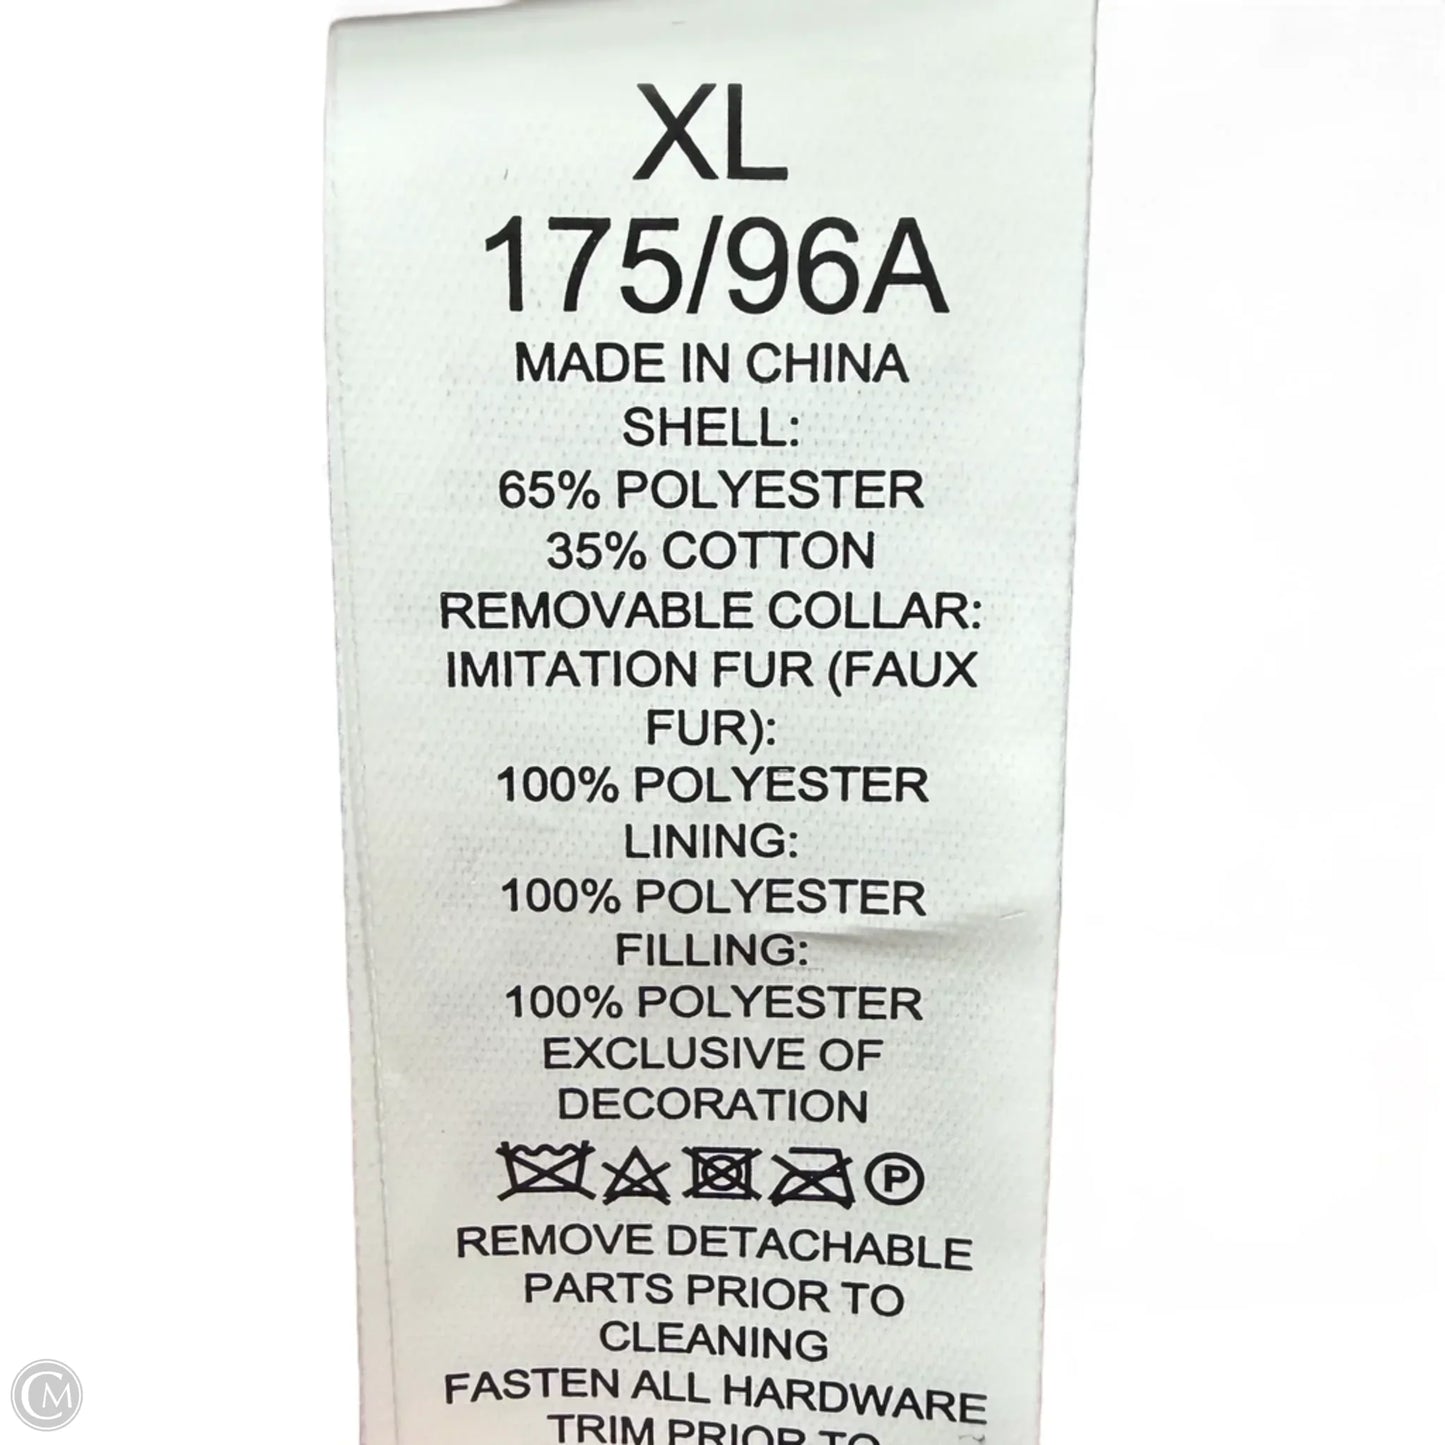 XL
175/96A
MADE IN CHINA
SHELL:
65% POLYESTER
35% COTTON
REMOVABLE COLLAR:
IMITATION FUR (FAUX
FUR):
100% POLYESTER
LINING:
100% POLYESTER
FILLING:
100% POLYESTER
EXCLUSIVE OF
DECORATION
P
REMOVE DETACHABLE
PARTS PRIOR TO
CLEANING
FASTEN ALL HARDWARE
TRIM PRIOR TO
CM